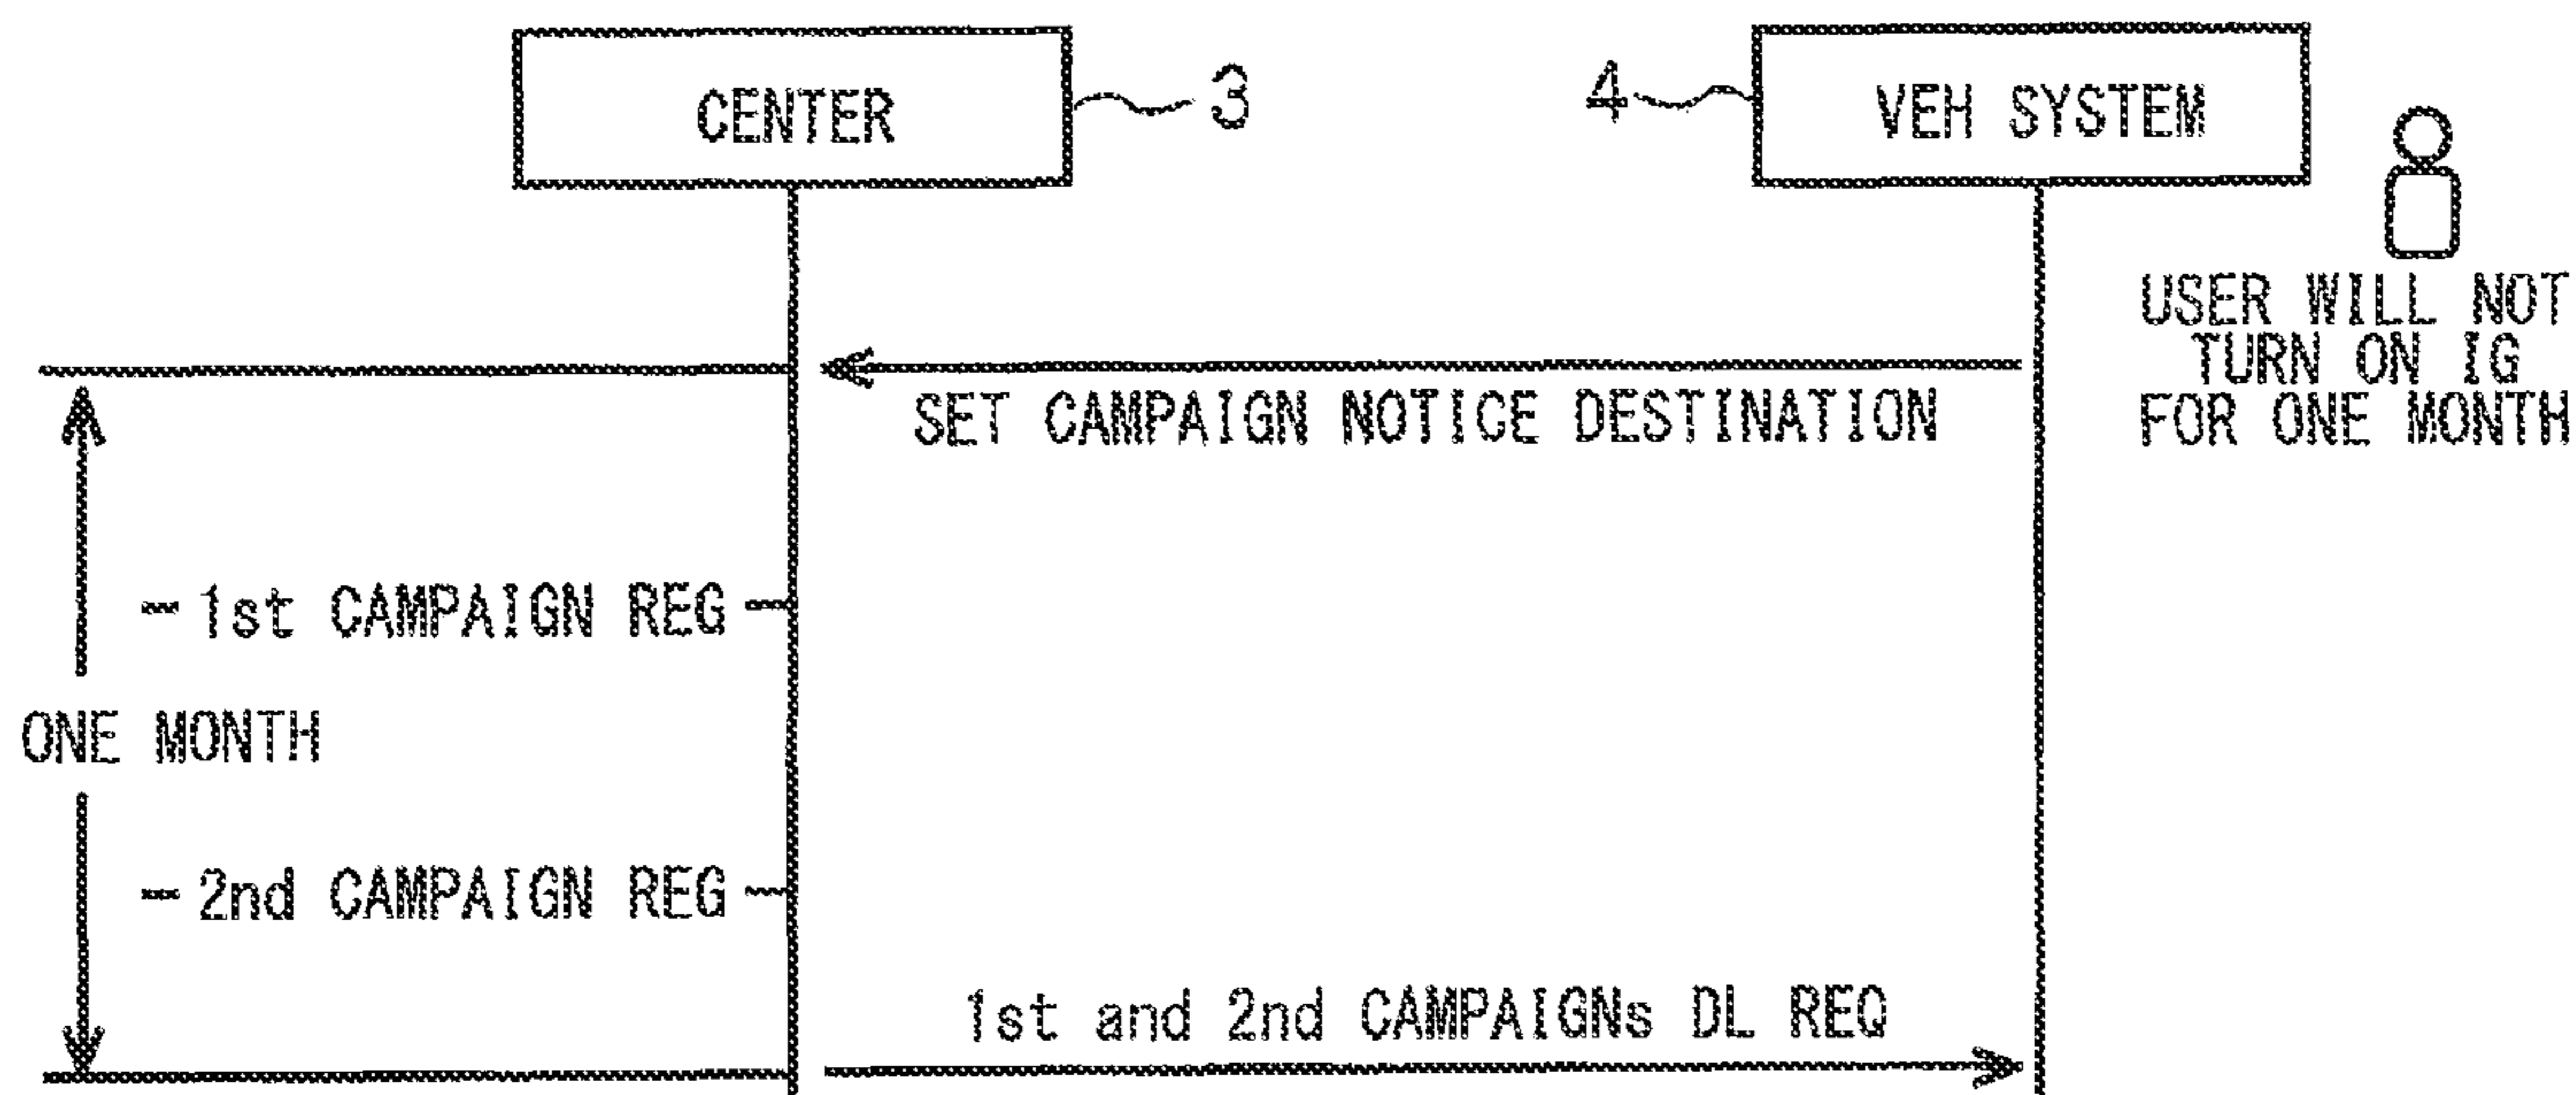 CENTER
3
4
VEH SYSTEM
USER WILL NOT
TURN ON IG
FOR ONE MONTH
SET CAMPAIGN NOTICE DESTINATION
1st CAMPAIGN REG
ONE MONTH
2nd CAMPAIGN REG
1st and 2nd CAMPAIGNs DL REQ